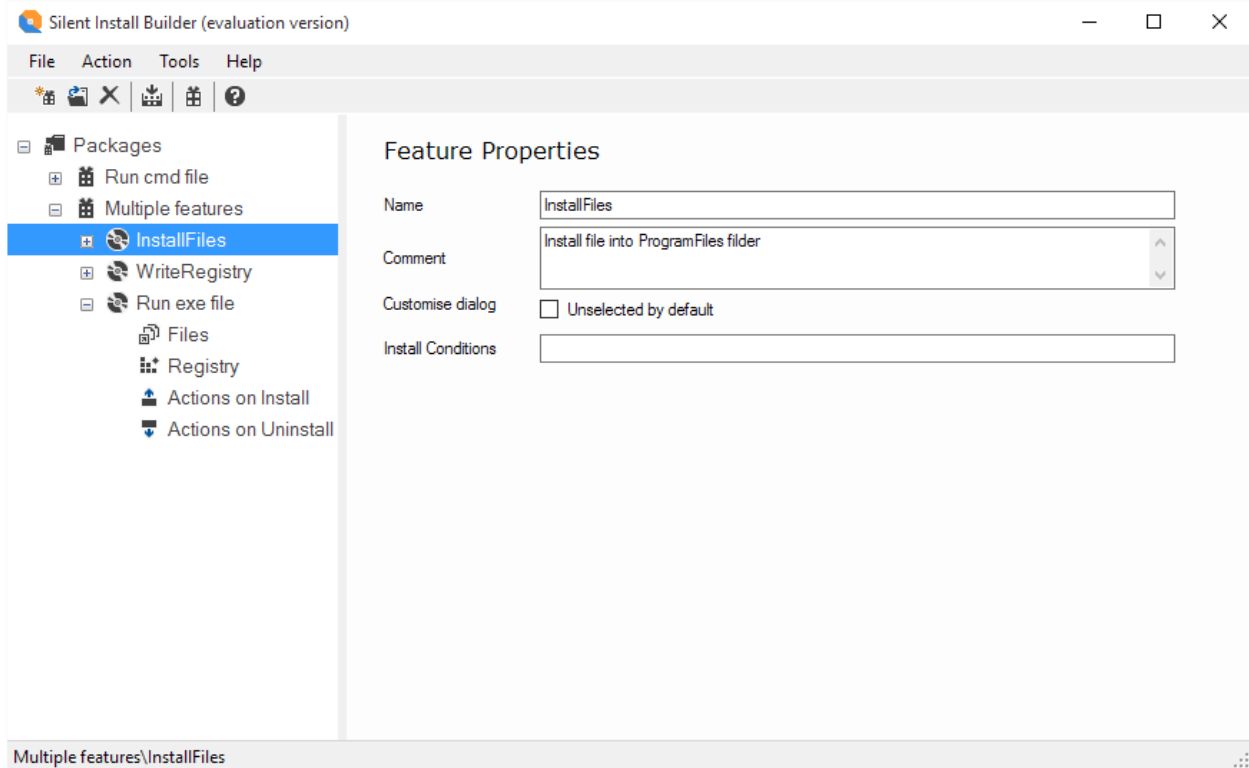 Silent Install Builder (evaluation version)
File Action Tools Help
Packages
Run cmd file
Multiple features
InstallFiles
WriteRegistry
Run exe file
Files
Registry
Actions on Install
Actions on Uninstall
Feature Properties
Name InstallFiles
Comment Install file into ProgramFiles filder
Customise dialog Unselected by default
Install Conditions
Multiple features\InstallFiles